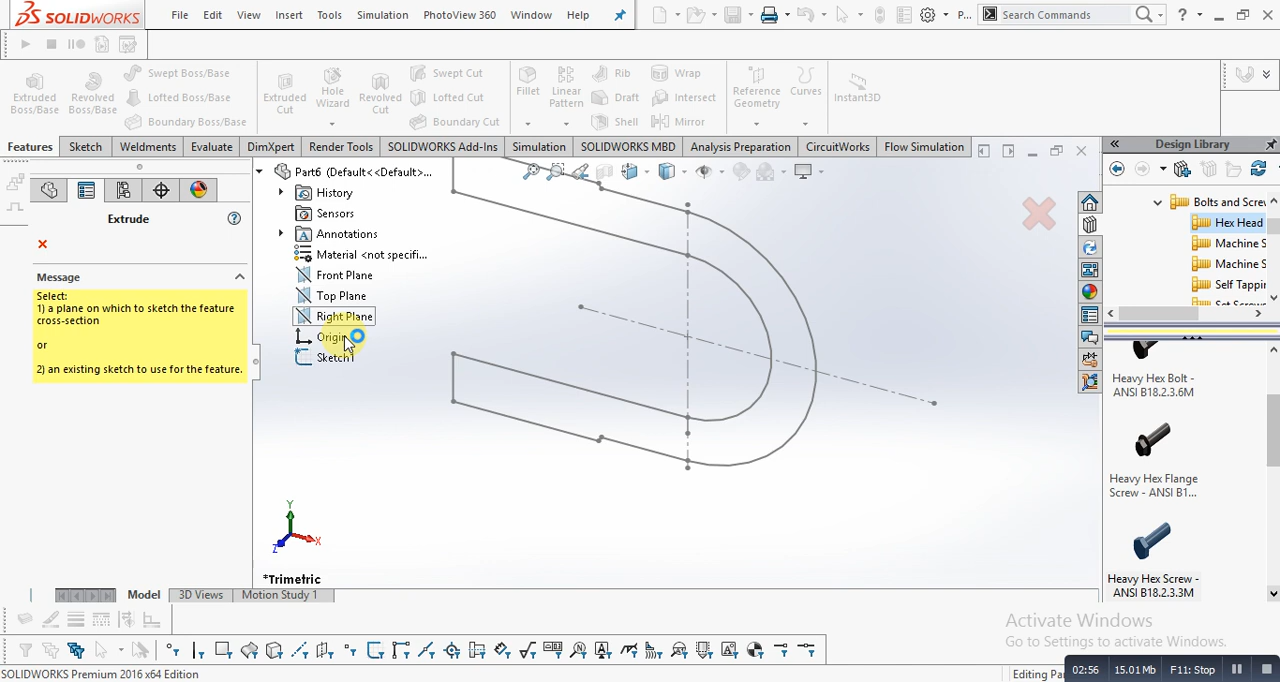 SOLIDWORKS
File Edit View Insert Tools Simulation PhotoView 360 Window Help
P... Search Commands
Extruded Boss/Base
Revolved Boss/Base
Swept Boss/Base
Lofted Boss/Base
Boundary Boss/Base
Extruded Cut
Hole Wizard
Revolved Cut
Swept Cut
Lofted Cut
Boundary Cut
Fillet
Linear Pattern
Rib
Draft
Shell
Wrap
Intersect
Mirror
Reference Geometry
Curves
Instant3D
Features Sketch Weldments Evaluate DimXpert Render Tools SOLIDWORKS Add-Ins Simulation SOLIDWORKS MBD Analysis Preparation CircuitWorks Flow Simulation
Design Library
Extrude
Message
Select:
1) a plane on which to sketch the feature
cross-section
or
2) an existing sketch to use for the feature.
Part6 (Default<<Default>...
History
Sensors
Annotations
Material <not specifi...
Front Plane
Top Plane
Right Plane
Origin
Sketch1
Y
X
Z
*Trimetric
Bolts and Screw
Hex Head
Machine S
Machine S
Self Tappin
Set Screws
Heavy Hex Bolt -
ANSI B18.2.3.6M
Heavy Hex Flange
Screw - ANSI B1...
Heavy Hex Screw -
ANSI B18.2.3.3M
Model 3D Views Motion Study 1
Activate Windows
Go to Settings to activate Windows.
SOLIDWORKS Premium 2016 x64 Edition
Editing Pa
02:56 15.01 Mb F11: Stop